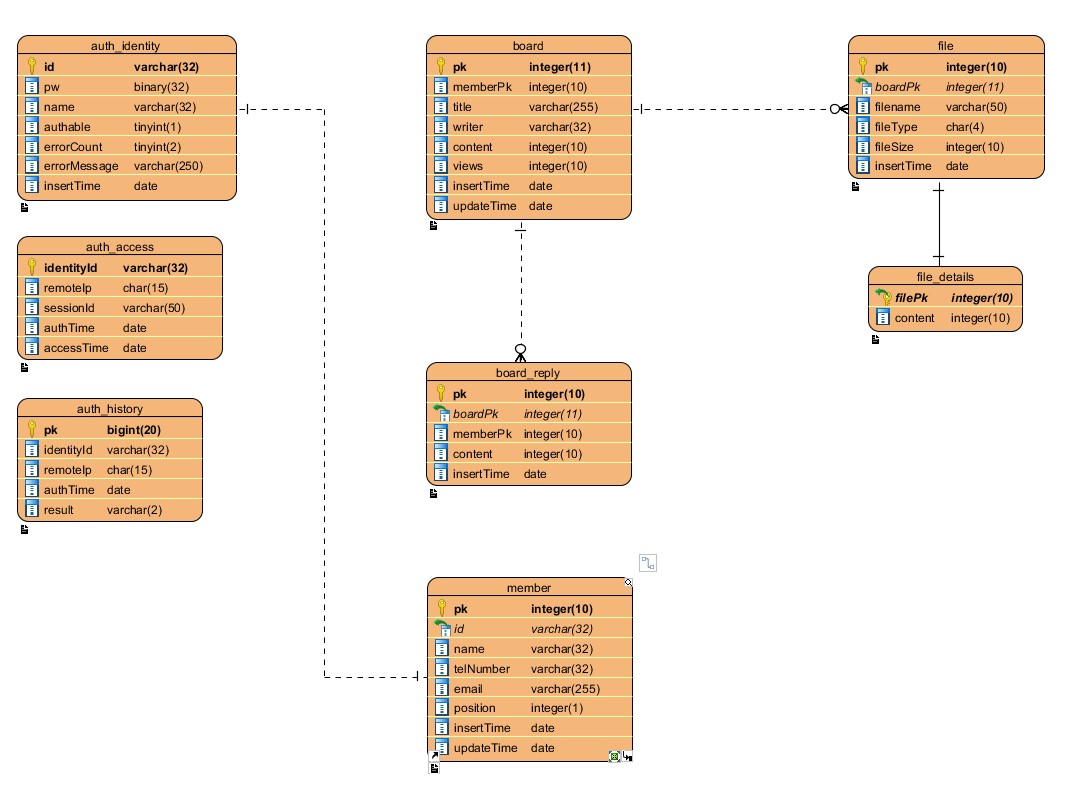 auth_identity
id varchar(32)
pw binary(32)
name varchar(32)
authable tinyint(1)
errorCount tinyint(2)
errorMessage varchar(250)
insertTime date
auth_access
identityId varchar(32)
remoteIp char(15)
sessionId varchar(50)
authTime date
accessTime date
auth_history
pk bigint(20)
identityId varchar(32)
remoteIp char(15)
authTime date
result varchar(2)
board
pk integer(11)
memberPk integer(10)
title varchar(255)
writer varchar(32)
content integer(10)
views integer(10)
insertTime date
updateTime date
board_reply
pk integer(10)
boardPk integer(11)
memberPk integer(10)
content integer(10)
insertTime date
member
pk integer(10)
id varchar(32)
name varchar(32)
telNumber varchar(32)
email varchar(255)
position integer(1)
insertTime date
updateTime date
file
pk integer(10)
boardPk integer(11)
filename varchar(50)
fileType char(4)
fileSize integer(10)
insertTime date
file_details
filePk integer(10)
content integer(10)